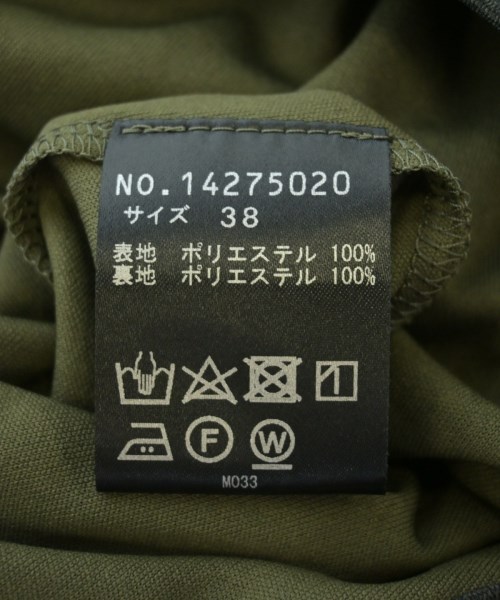 NO.14275020
サイズ 38
表地 ポリエステル 100%
裏地 ポリエステル 100%
F W
M033